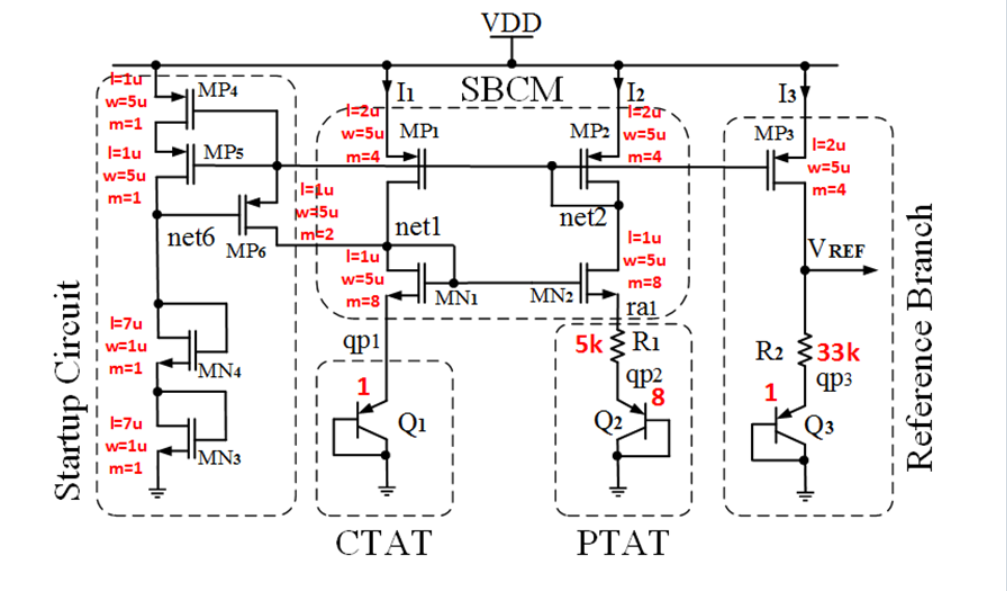 VDD
SBCM
I1
I2
I3
l=1u
w=5u
m=1
MP4
l=1u
w=5u
m=1
MP5
l=1u
w=5u
m=2
MP6
net6
l=7u
w=1u
m=1
MN4
l=7u
w=1u
m=1
MN3
Startup Circuit
l=2u
w=5u
m=4
MP1
net1
l=1u
w=5u
m=8
MN1
qp1
1
Q1
CTAT
l=2u
w=5u
m=4
MP2
net2
l=1u
w=5u
m=8
MN2
ra1
5k
R1
qp2
8
Q2
PTAT
MP3
l=2u
w=5u
m=4
VREF
R2
33k
qp3
1
Q3
Reference Branch